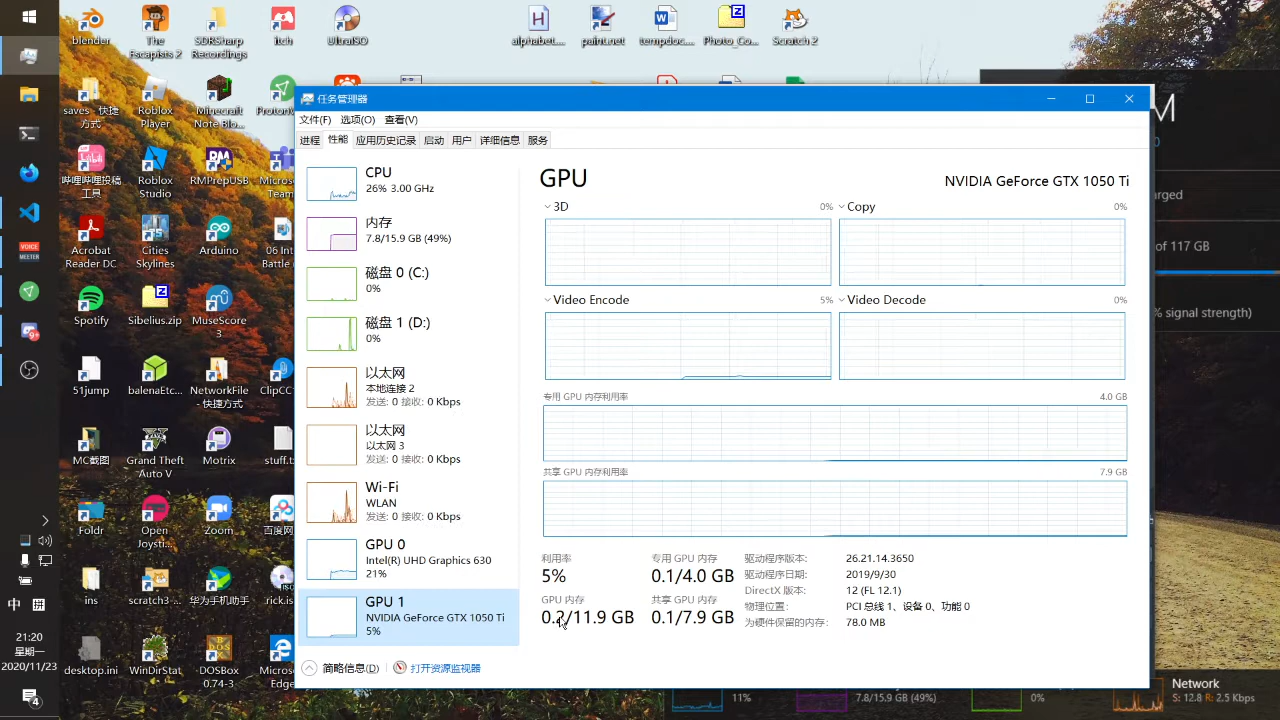 blender
The Escapists 2
SDRSharp Recordings
itch
UltraISO
alphabet...
paint.net
tempdoc...
Photo_Co...
Scratch 2
saves - 快捷方式
Roblox Player
Minecraft Note Blo...
哔哩哔哩投稿工具
Roblox Studio
RMPrepUSB
Acrobat Reader DC
Cities Skylines
Arduino
Spotify
Sibelius.zip
MuseScore 3
51jump
balenaEtc...
NetworkFile - 快捷方式
MC截图
Grand Theft Auto V
Motrix
Foldr
Open Joysti...
Zoom
ins
scratch3 -...
华为手机助手
desktop.ini
WinDirStat
DOSBox 0.74-3
VOICE
MEETER
中
21:20
星期一
2020/11/23
4
任务管理器
文件(F) 选项(O) 查看(V)
进程 性能 应用历史记录 启动 用户 详细信息 服务
CPU
26% 3.00 GHz
内存
7.8/15.9 GB (49%)
磁盘 0 (C:)
0%
磁盘 1 (D:)
0%
以太网
本地连接 2
发送: 0 接收: 0 Kbps
以太网
以太网 3
发送: 0 接收: 0 Kbps
Wi-Fi
WLAN
发送: 0 接收: 0 Kbps
GPU 0
Intel(R) UHD Graphics 630
21%
GPU 1
NVIDIA GeForce GTX 1050 Ti
5%
GPU NVIDIA GeForce GTX 1050 Ti
3D 0% Copy 0%
Video Encode 5% Video Decode 0%
专用 GPU 内存利用率 4.0 GB
共享 GPU 内存利用率 7.9 GB
利用率
5%
专用 GPU 内存
0.1/4.0 GB
GPU 内存
0.2/11.9 GB
共享 GPU 内存
0.1/7.9 GB
驱动程序版本: 26.21.14.3650
驱动程序日期: 2019/9/30
DirectX 版本: 12 (FL 12.1)
物理位置: PCI 总线 1、设备 0、功能 0
为硬件保留的内存: 78.0 MB
简略信息(D) 打开资源监视器
M
of 117 GB
% signal strength)
11%
7.8/15.9 GB (49%)
0%
Network
S: 12.8 R: 2.5 Kbps